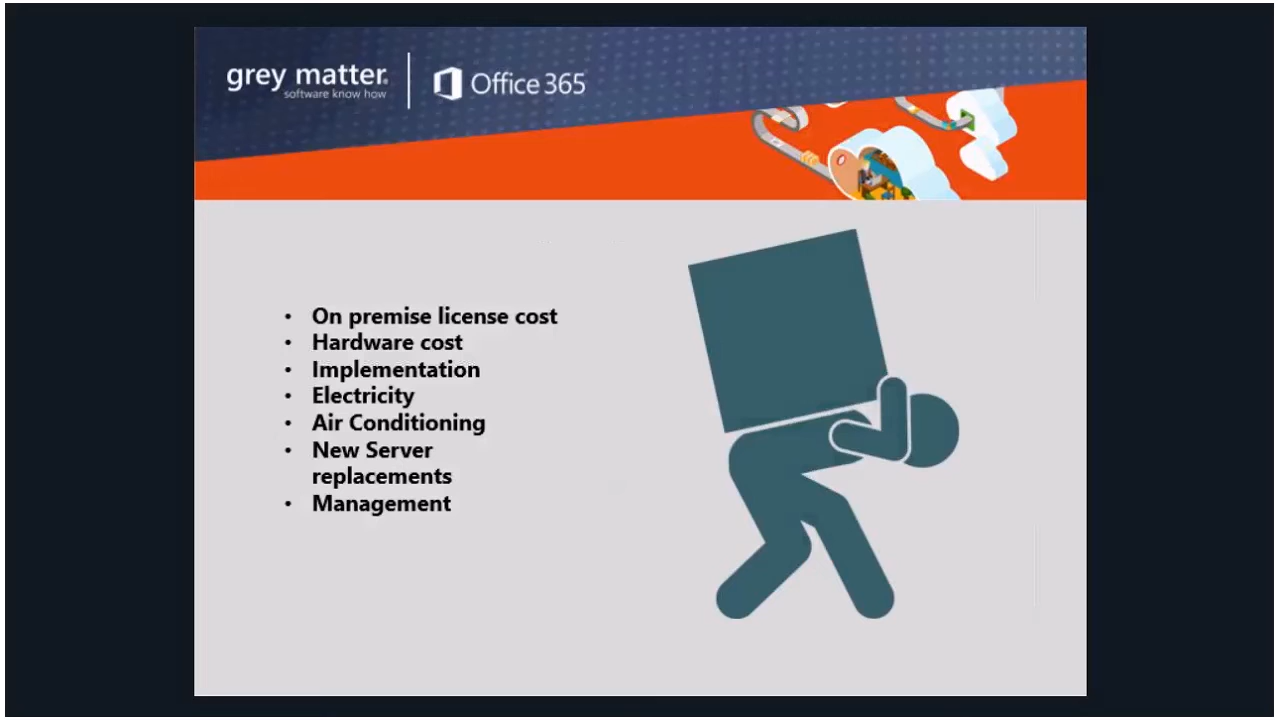 grey matter.
software know how
Office 365
• On premise license cost
• Hardware cost
• Implementation
• Electricity
• Air Conditioning
• New Server
replacements
• Management